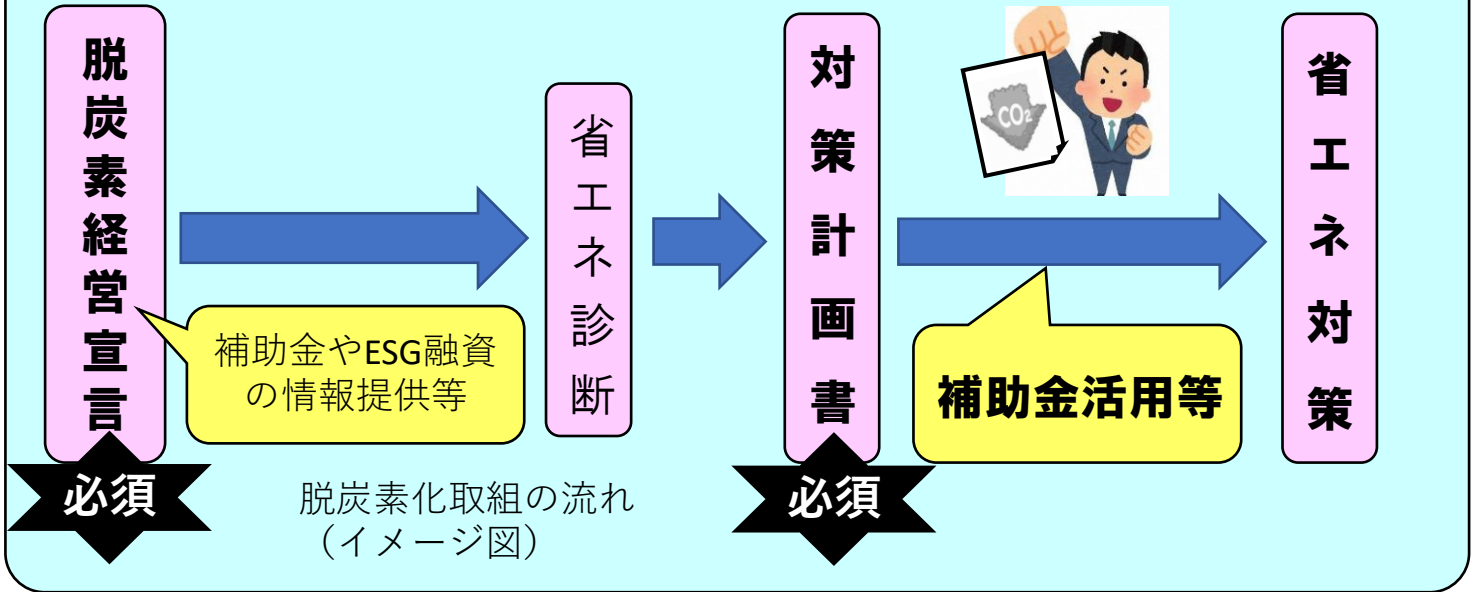 脱炭素経営宣言
必須
補助金やESG融資
の情報提供等
省エネ診断
対策計画書
必須
CO₂
補助金活用等
省エネ対策
脱炭素化取組の流れ
（イメージ図）